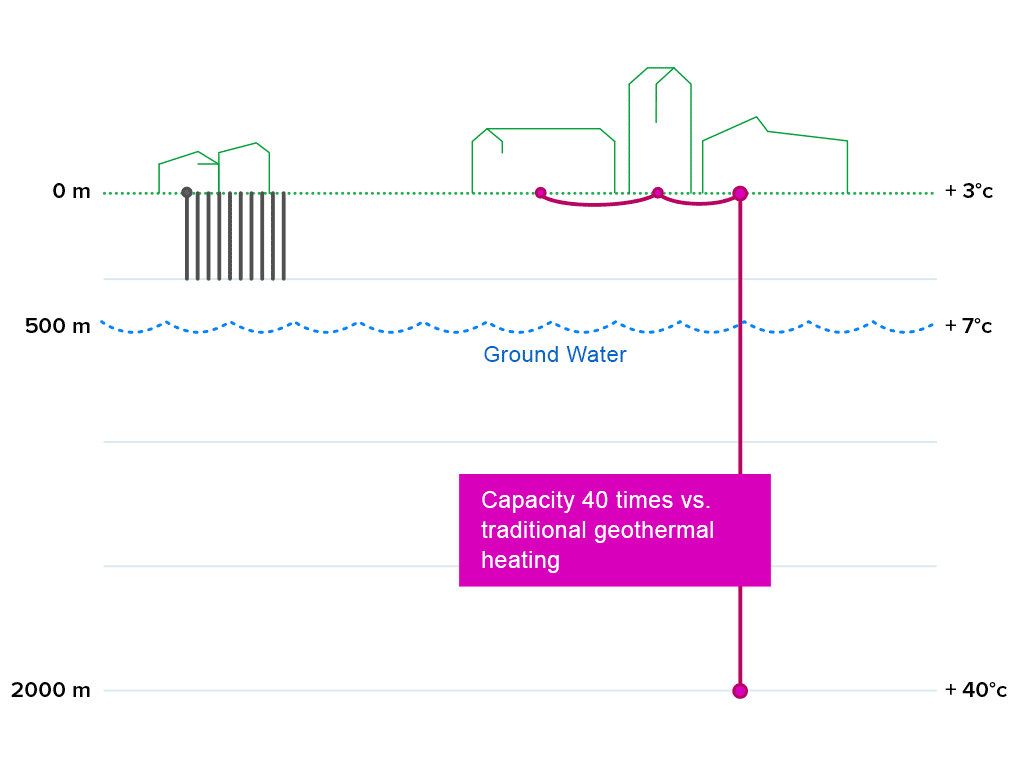 0 m
+ 3°c
500 m
+ 7°c
Ground Water
Capacity 40 times vs.
traditional geothermal
heating
2000 m
+ 40°c